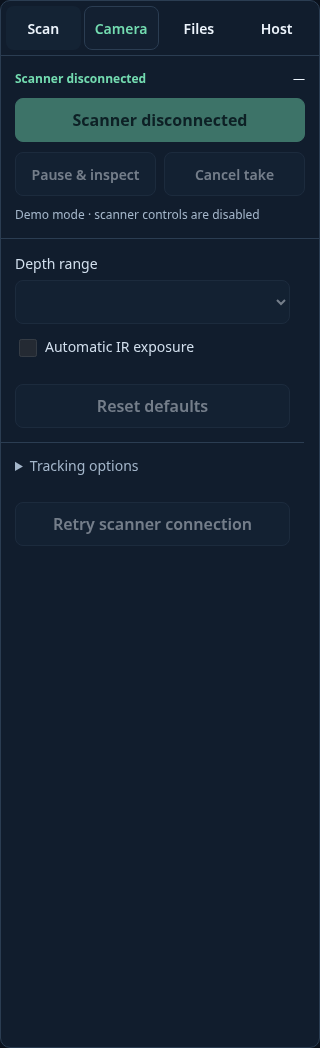 Scan Camera Files Host
Scanner disconnected —
Scanner disconnected
Pause & inspect Cancel take
Demo mode · scanner controls are disabled
Depth range
Automatic IR exposure
Reset defaults
Tracking options
Retry scanner connection